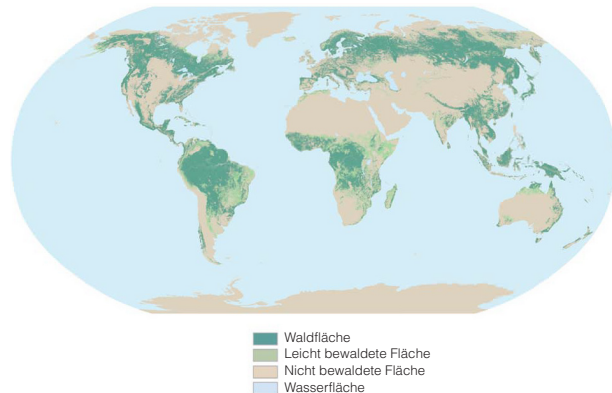 Waldfläche
Leicht bewaldete Fläche
Nicht bewaldete Fläche
Wasserfläche